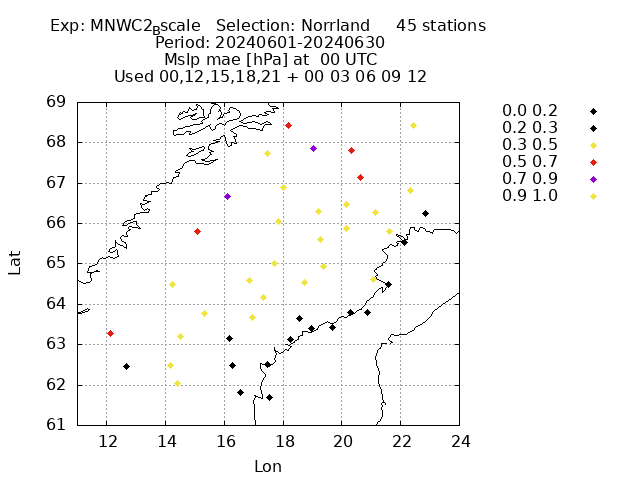 Exp: MNWC2Bscale Selection: Norrland 45 stations
Period: 20240601-20240630
Mslp mae [hPa] at 00 UTC
Used 00,12,15,18,21 + 00 03 06 09 12
0.0 0.2
0.2 0.3
0.3 0.5
0.5 0.7
0.7 0.9
0.9 1.0
69
68
67
66
65
64
63
62
61
Lat
12 14 16 18 20 22 24
Lon